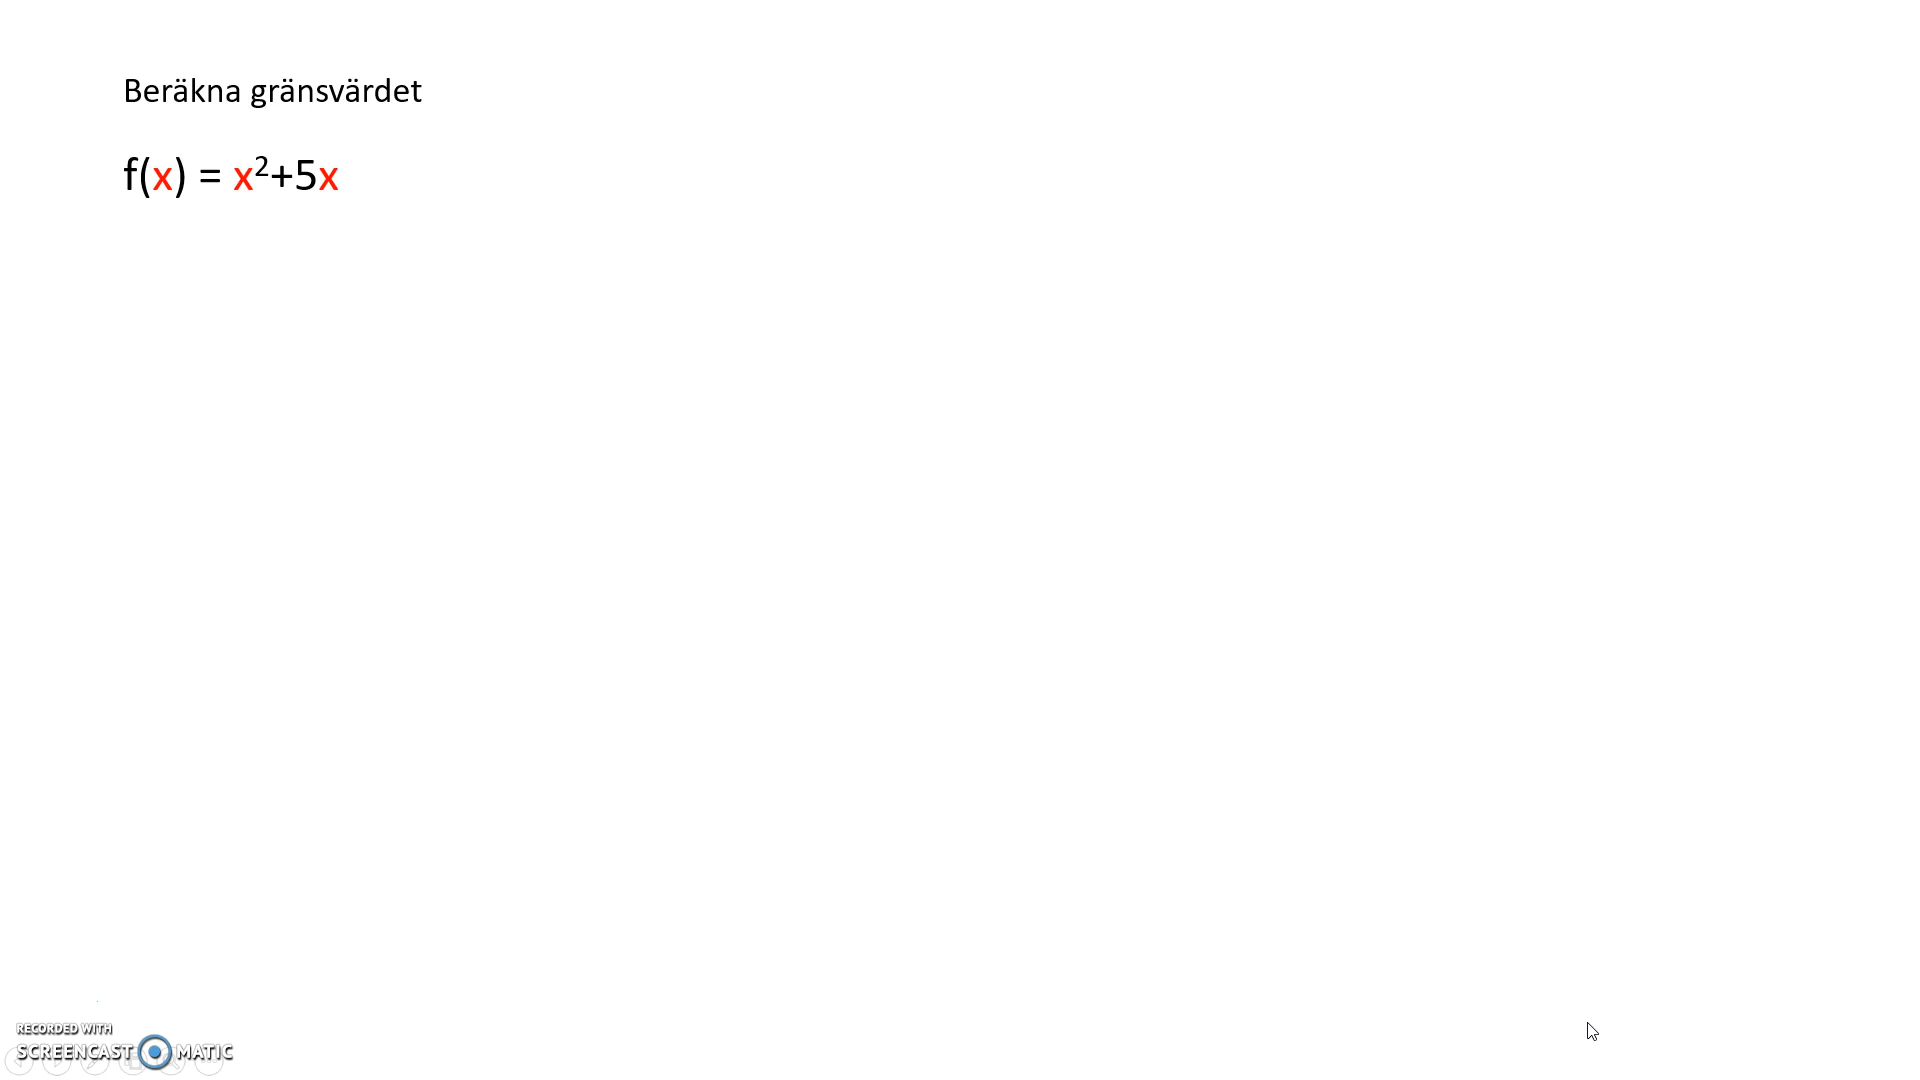 Beräkna gränsvärdet
f(x) = x²+5x
RECORDED WITH
SCREENCAST MATIC